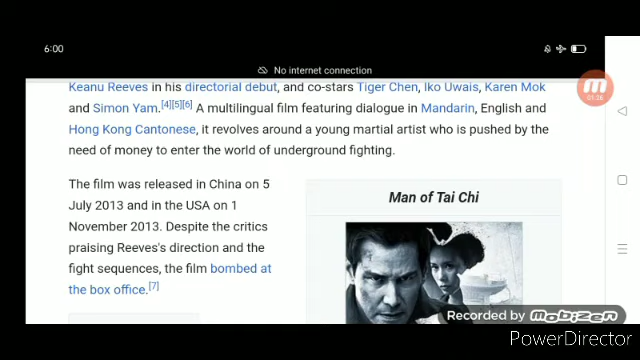 6:00
No internet connection
Keanu Reeves in his directorial debut, and co-stars Tiger Chen, Iko Uwais, Karen Mok
and Simon Yam.[4][5][6] A multilingual film featuring dialogue in Mandarin, English and
Hong Kong Cantonese, it revolves around a young martial artist who is pushed by the
need of money to enter the world of underground fighting.
The film was released in China on 5
July 2013 and in the USA on 1
November 2013. Despite the critics
praising Reeves's direction and the
fight sequences, the film bombed at
the box office.[7]
Man of Tai Chi
01:26
Recorded by Mobizen
PowerDirector